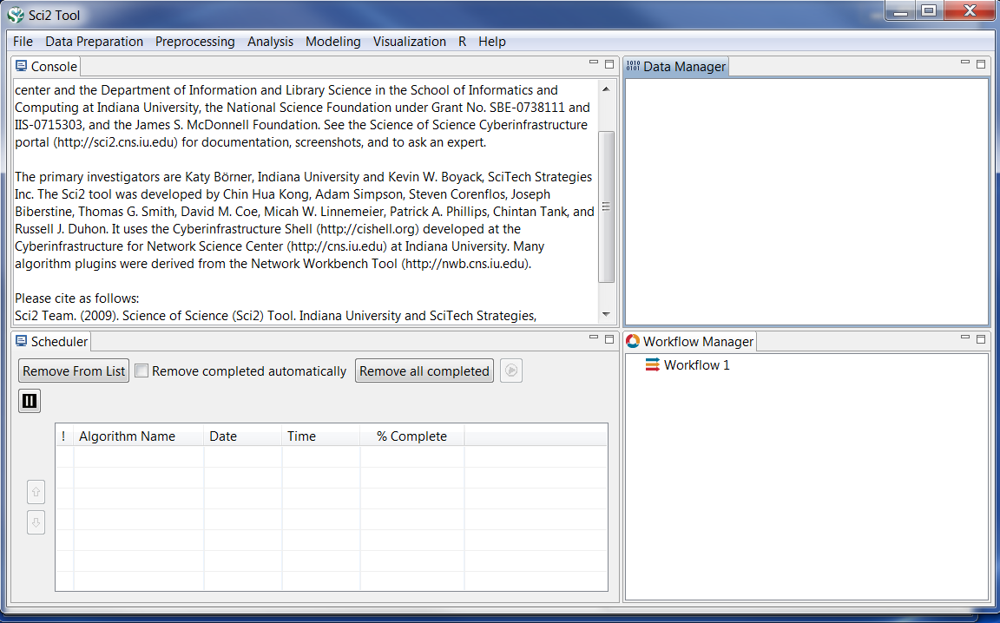 Sci2 Tool
File Data Preparation Preprocessing Analysis Modeling Visualization R Help
Console
center and the Department of Information and Library Science in the School of Informatics and
Computing at Indiana University, the National Science Foundation under Grant No. SBE-0738111 and
IIS-0715303, and the James S. McDonnell Foundation. See the Science of Science Cyberinfrastructure
portal (http://sci2.cns.iu.edu) for documentation, screenshots, and to ask an expert.
The primary investigators are Katy Börner, Indiana University and Kevin W. Boyack, SciTech Strategies
Inc. The Sci2 tool was developed by Chin Hua Kong, Adam Simpson, Steven Corenflos, Joseph
Biberstine, Thomas G. Smith, David M. Coe, Micah W. Linnemeier, Patrick A. Phillips, Chintan Tank, and
Russell J. Duhon. It uses the Cyberinfrastructure Shell (http://cishell.org) developed at the
Cyberinfrastructure for Network Science Center (http://cns.iu.edu) at Indiana University. Many
algorithm plugins were derived from the Network Workbench Tool (http://nwb.cns.iu.edu).
Please cite as follows:
Sci2 Team. (2009). Science of Science (Sci2) Tool. Indiana University and SciTech Strategies,
Data Manager
Scheduler
Remove From List Remove completed automatically Remove all completed
! Algorithm Name Date Time % Complete
Workflow Manager
Workflow 1